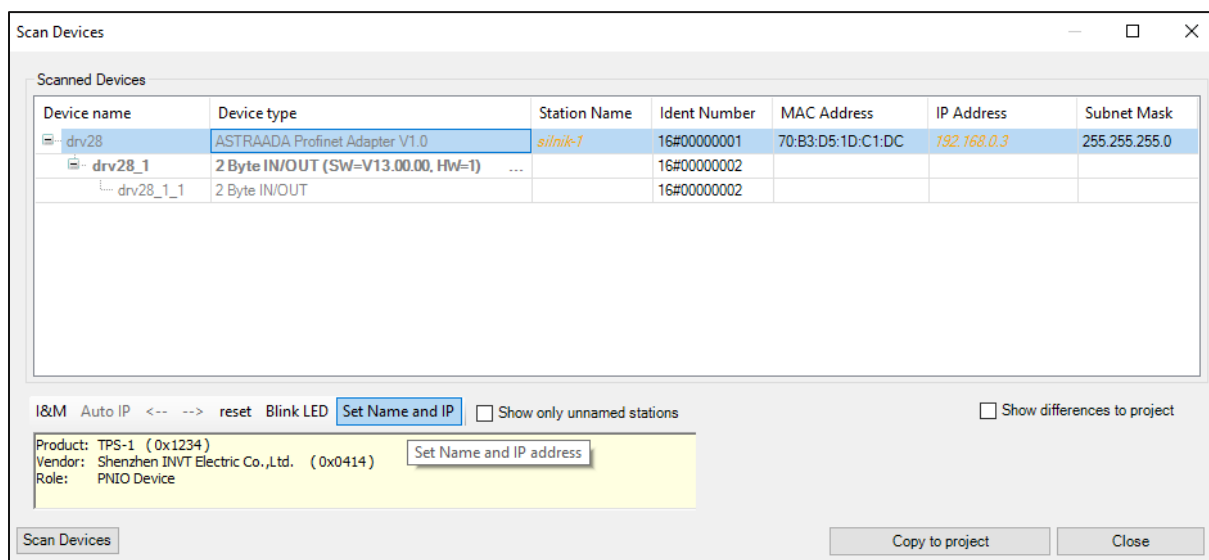 Scan Devices
Scanned Devices
Device name Device type Station Name Ident Number MAC Address IP Address Subnet Mask
drv28 ASTRAADA Profinet Adapter V1.0 silnik-1 16#00000001 70:B3:D5:1D:C1:DC 192.168.0.3 255.255.255.0
drv28_1 2 Byte IN/OUT (SW=V13.00.00, HW=1) ... 16#00000002
drv28_1_1 2 Byte IN/OUT 16#00000002
I&M Auto IP <-- --> reset Blink LED Set Name and IP Show only unnamed stations Show differences to project
Product: TPS-1 (0x1234)
Vendor: Shenzhen INVT Electric Co.,Ltd. (0x0414) Set Name and IP address
Role: PNIO Device
Scan Devices Copy to project Close